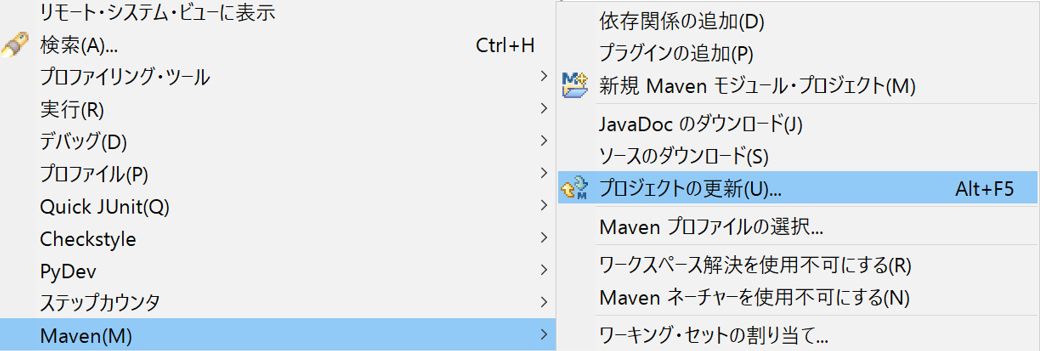 リモート・システム・ビューに表示
検索(A)... Ctrl+H
プロファイリング・ツール
実行(R)
デバッグ(D)
プロファイル(P)
Quick JUnit(Q)
Checkstyle
PyDev
ステップカウンタ
Maven(M)
依存関係の追加(D)
プラグインの追加(P)
新規 Maven モジュール・プロジェクト(M)
JavaDoc のダウンロード(J)
ソースのダウンロード(S)
プロジェクトの更新(U)... Alt+F5
Maven プロファイルの選択...
ワークスペース解決を使用不可にする(R)
Maven ネーチャーを使用不可にする(N)
ワーキング・セットの割り当て...